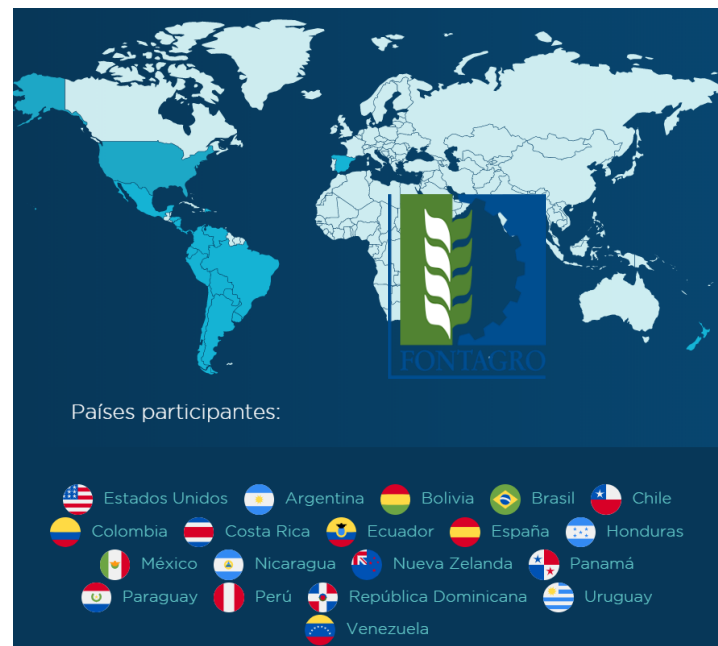 FONTAGRO
Países participantes:
Estados Unidos Argentina Bolivia Brasil Chile
Colombia Costa Rica Ecuador España Honduras
México Nicaragua Nueva Zelanda Panamá
Paraguay Perú República Dominicana Uruguay
Venezuela